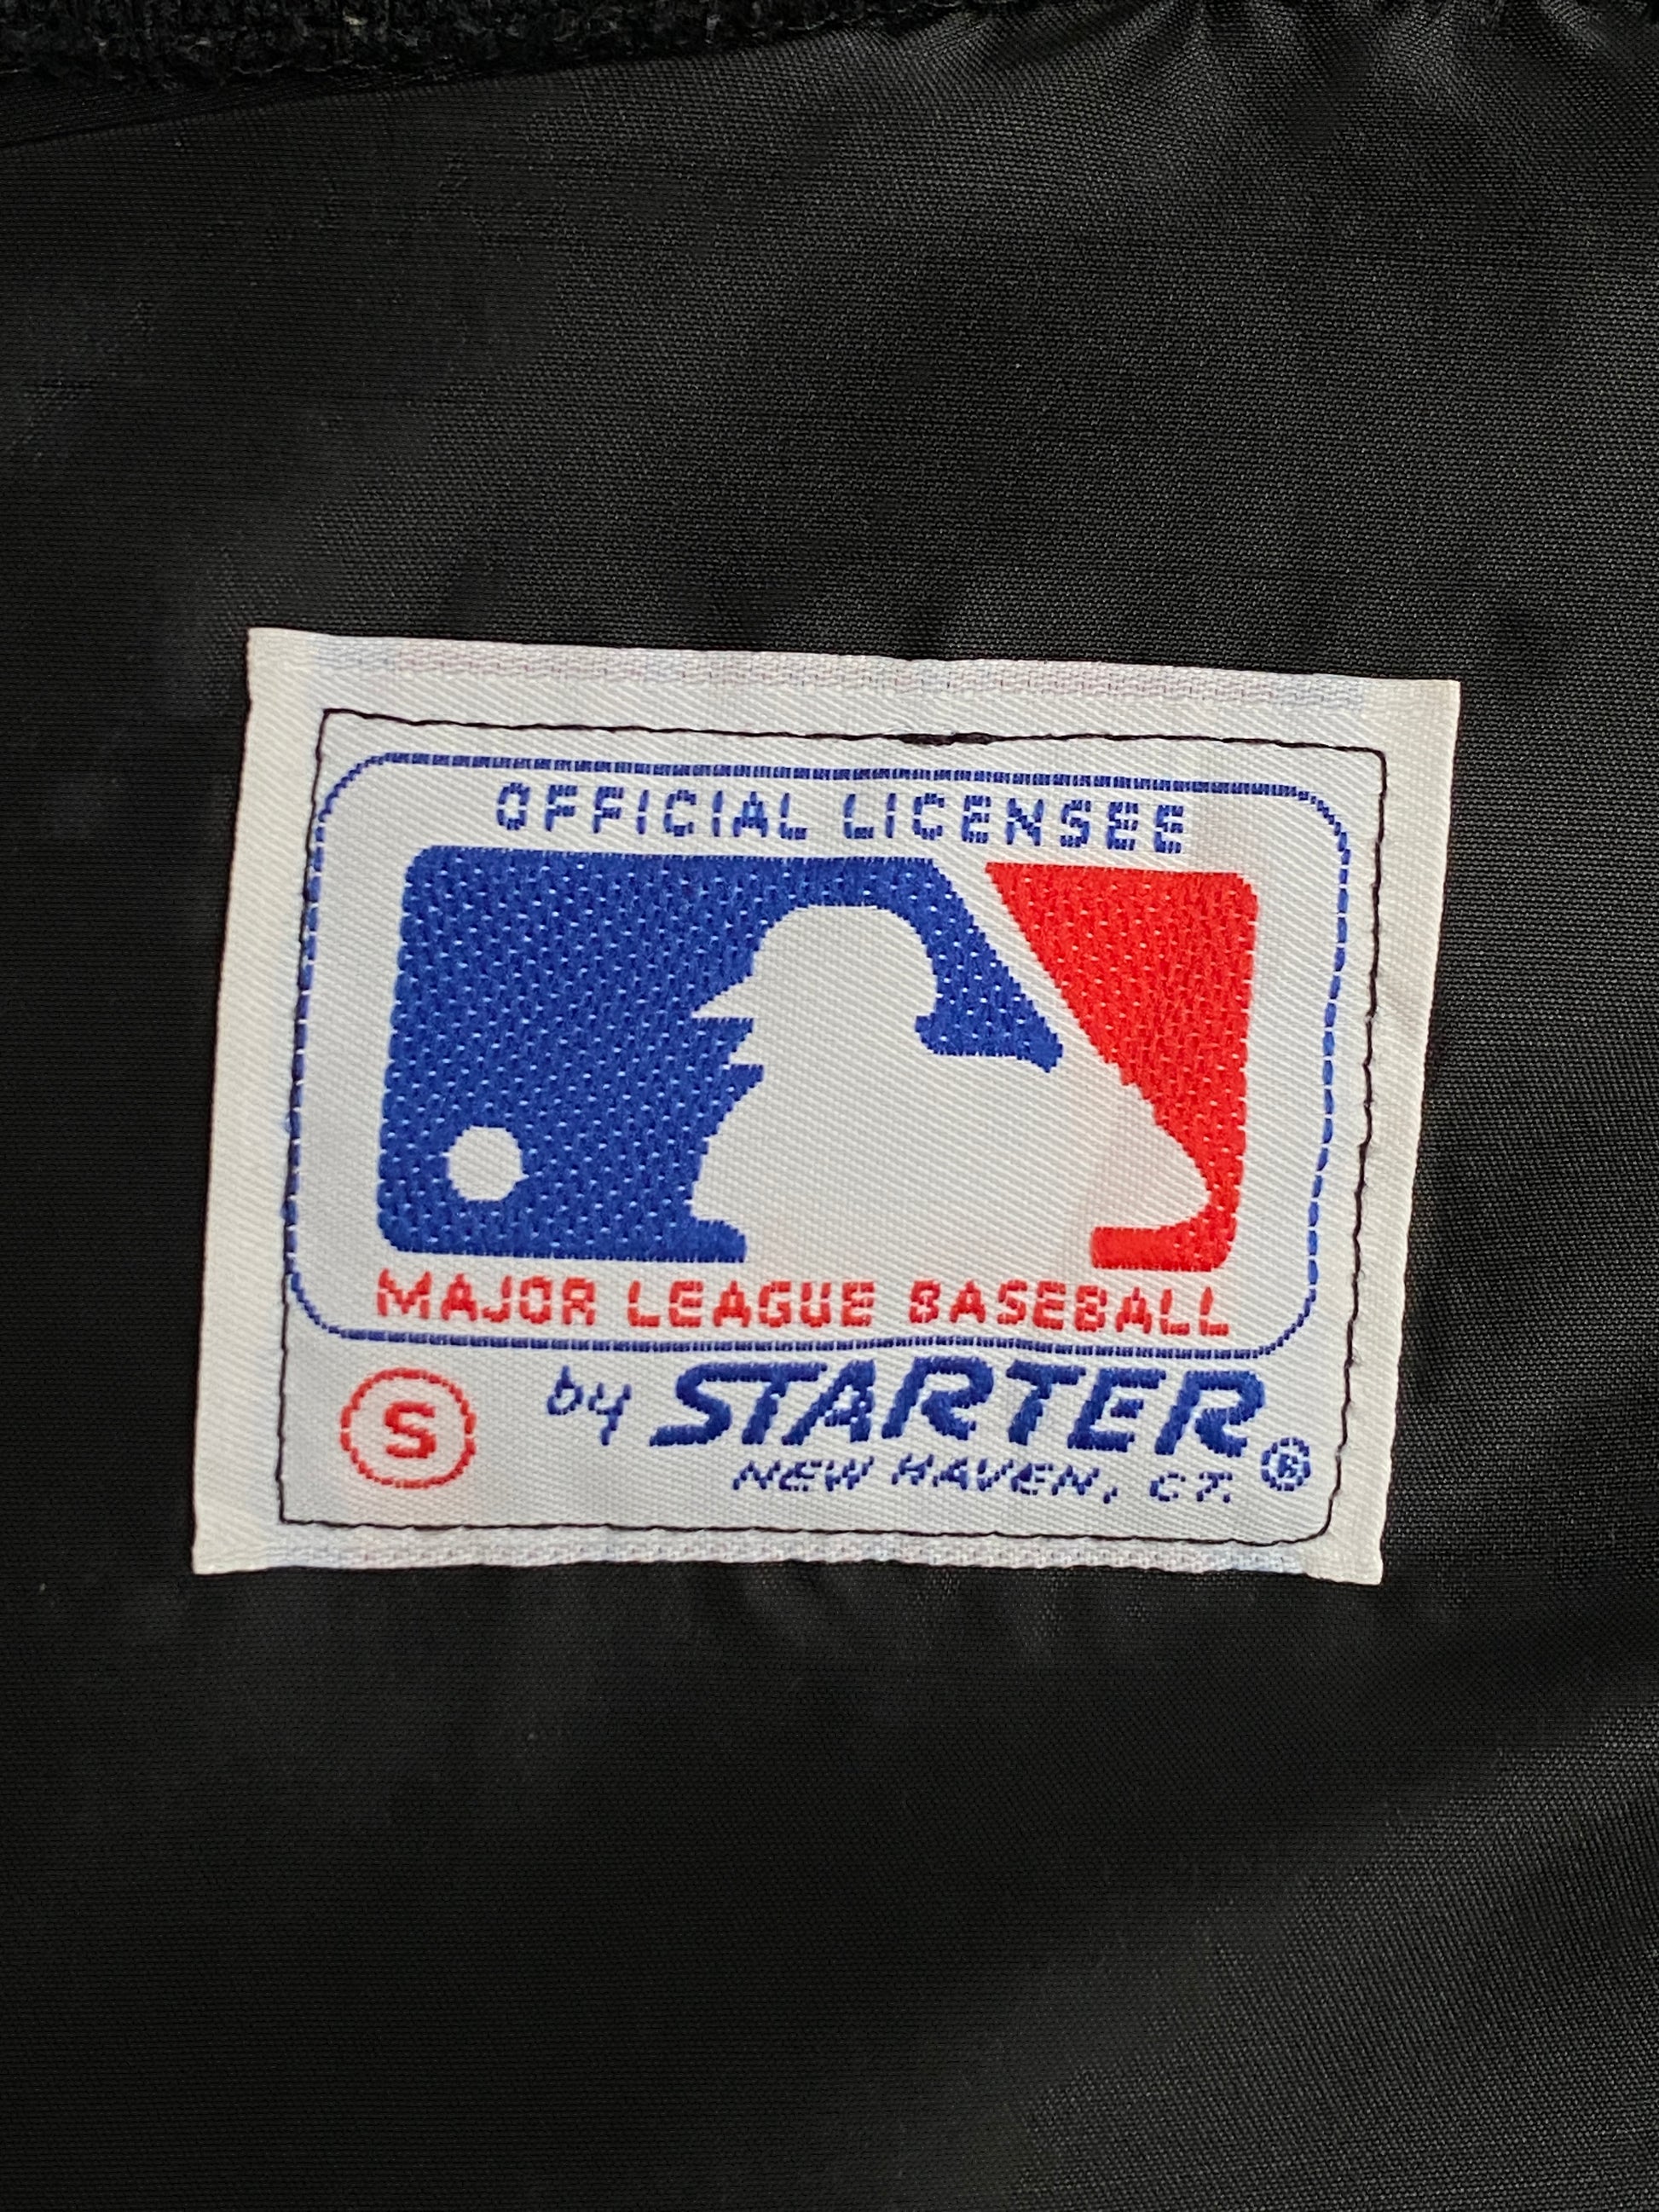 OFFICIAL LICENSEE
MAJOR LEAGUE BASEBALL
S by STARTER ®
NEW HAVEN, CT.